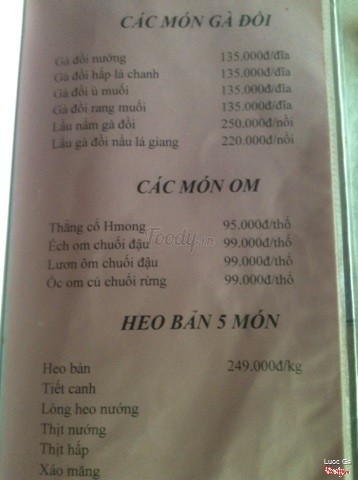 CÁC MÓN GÀ ĐỒI
Gà đồi nướng 135.000đ/đĩa
Gà đồi hấp lá chanh 135.000đ/đĩa
Gà đồi ủ muối 135.000đ/đĩa
Gà đồi rang muối 135.000đ/đĩa
Lẩu nấm gà đồi 250.000đ/nồi
Lẩu gà đồi nấu lá giang 220.000đ/nồi
CÁC MÓN OM
Thắng cố Hmong 95.000đ/thố
Ếch om chuối đậu 99.000đ/thố
Lươn ôm chuối đậu 99.000đ/thố
Ốc om củ chuối rừng 99.000đ/thố
Foody.vn
HEO BẢN 5 MÓN
Heo bản 249.000đ/kg
Tiết canh
Lòng heo nướng
Thịt nướng
Thịt hấp
Xáo măng